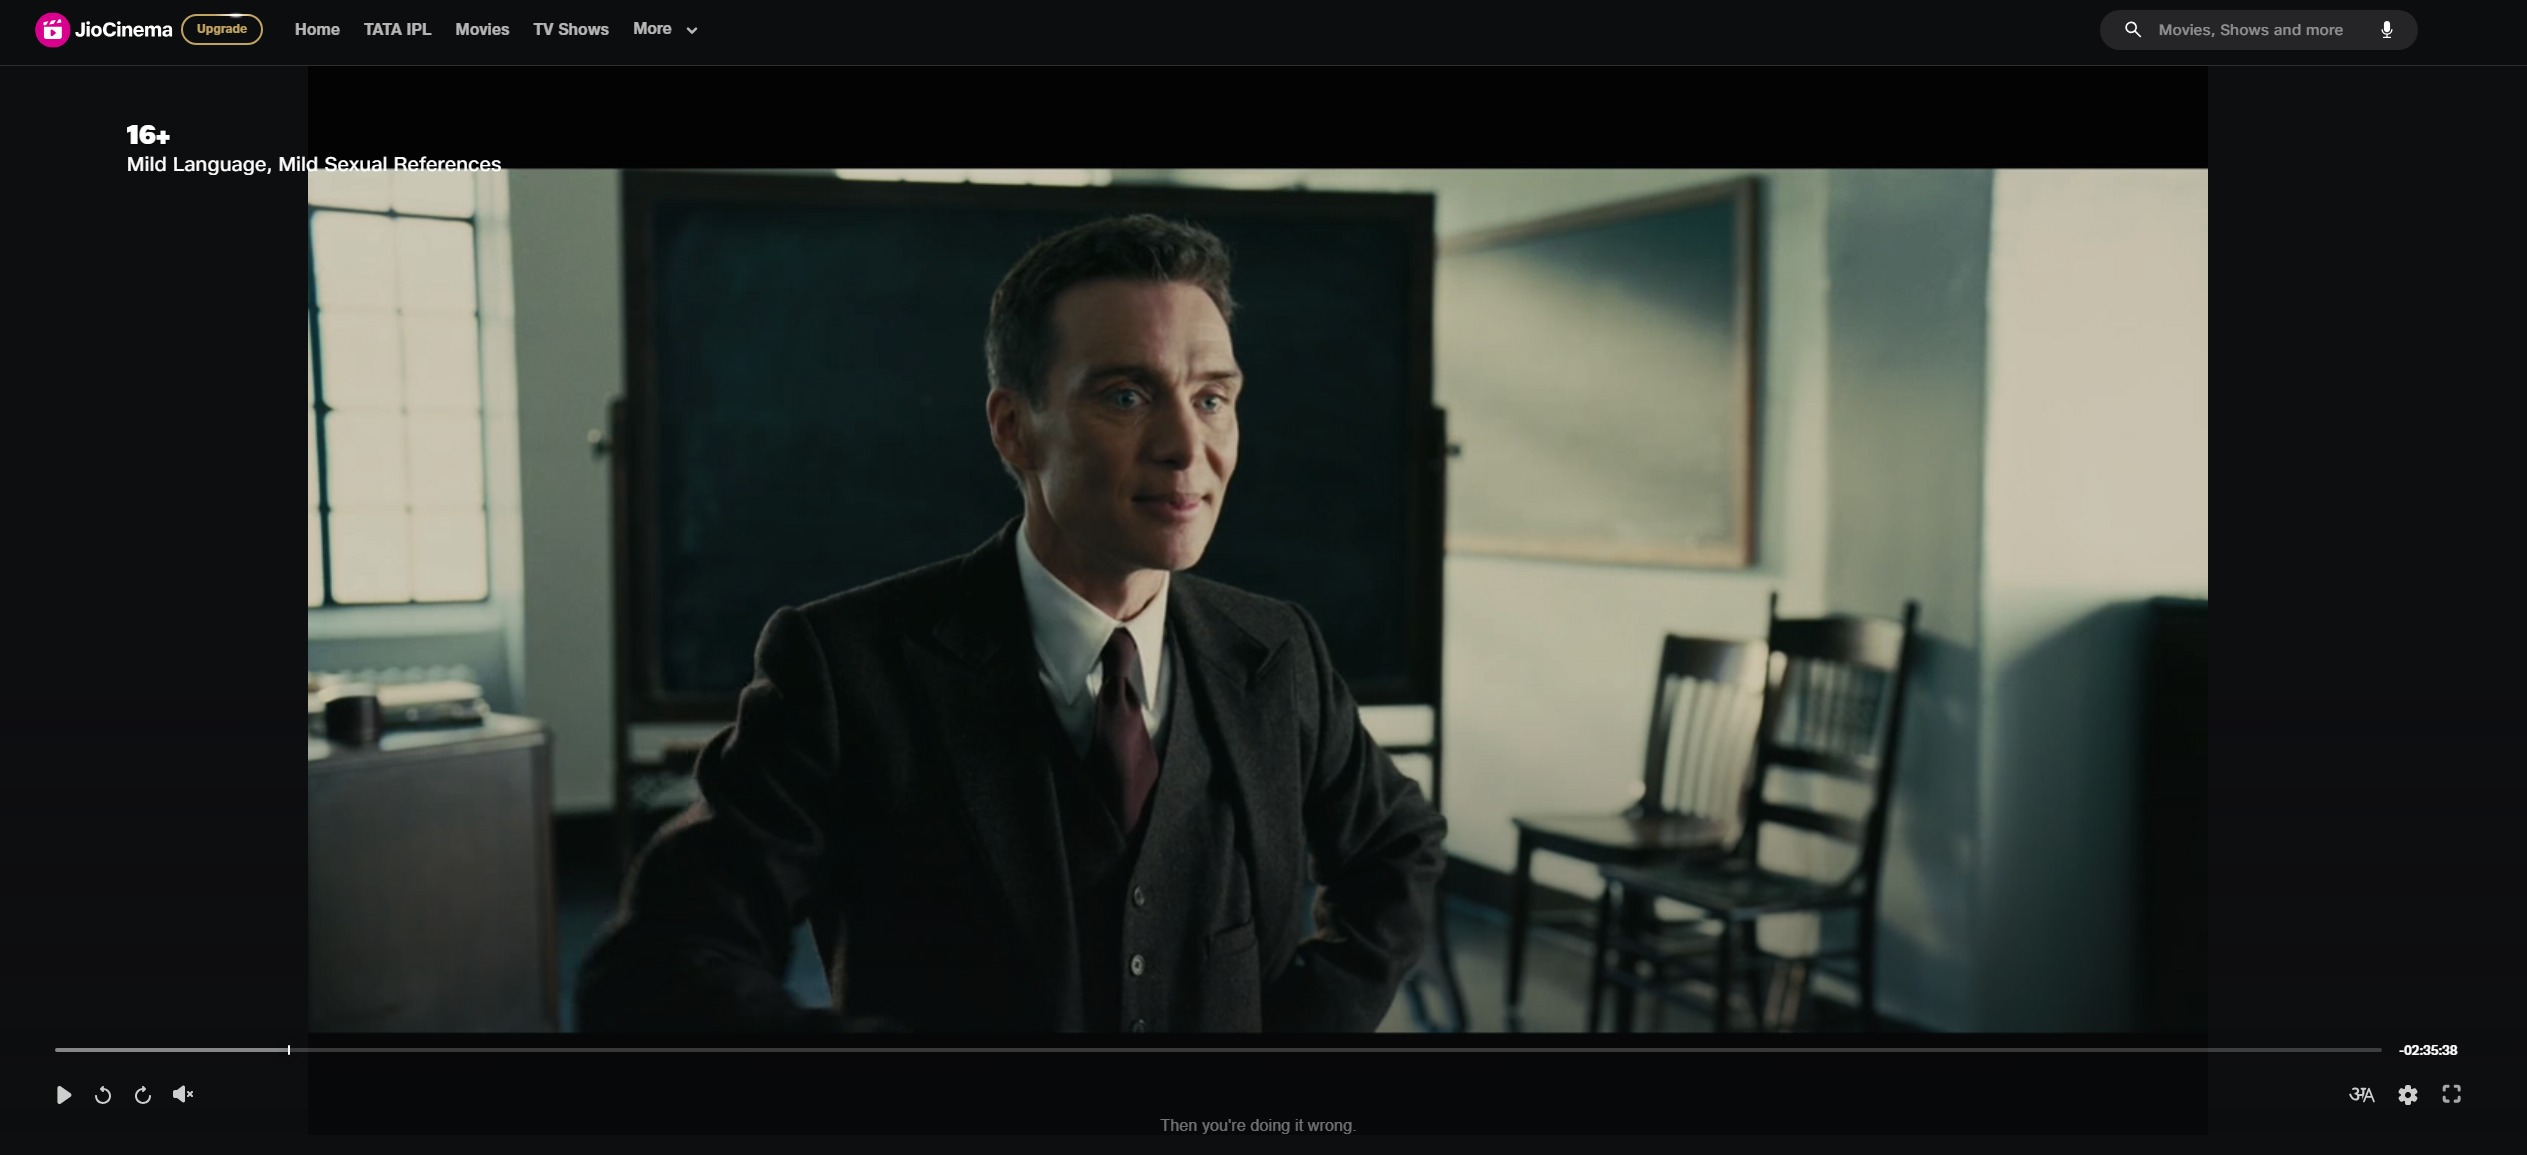 JioCinema
Upgrade
Home
TATA IPL
Movies
TV Shows
More
Movies, Shows and more
16+
Mild Language, Mild Sexual References
-02:35:38
अA
Then you're doing it wrong.